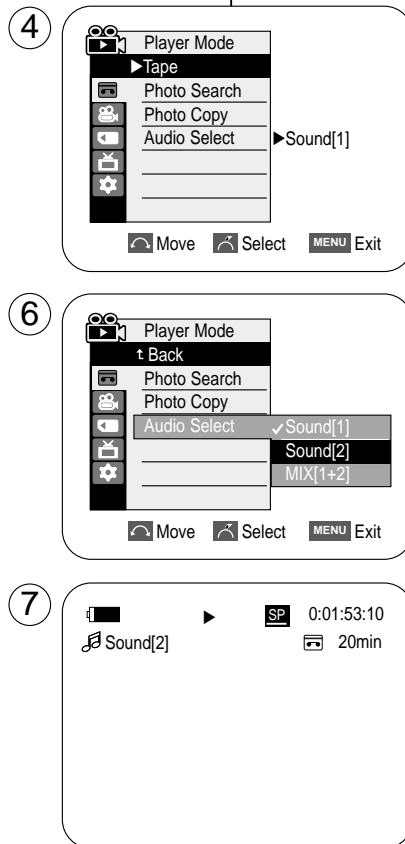 4
Player Mode
►Tape
Photo Search
Photo Copy
Audio Select ►Sound[1]
Move Select MENU Exit
6
Player Mode
Back
Photo Search
Photo Copy
Audio Select ✓Sound[1]
Sound[2]
MIX[1+2]
Move Select MENU Exit
7
► SP 0:01:53:10
Sound[2] 20min